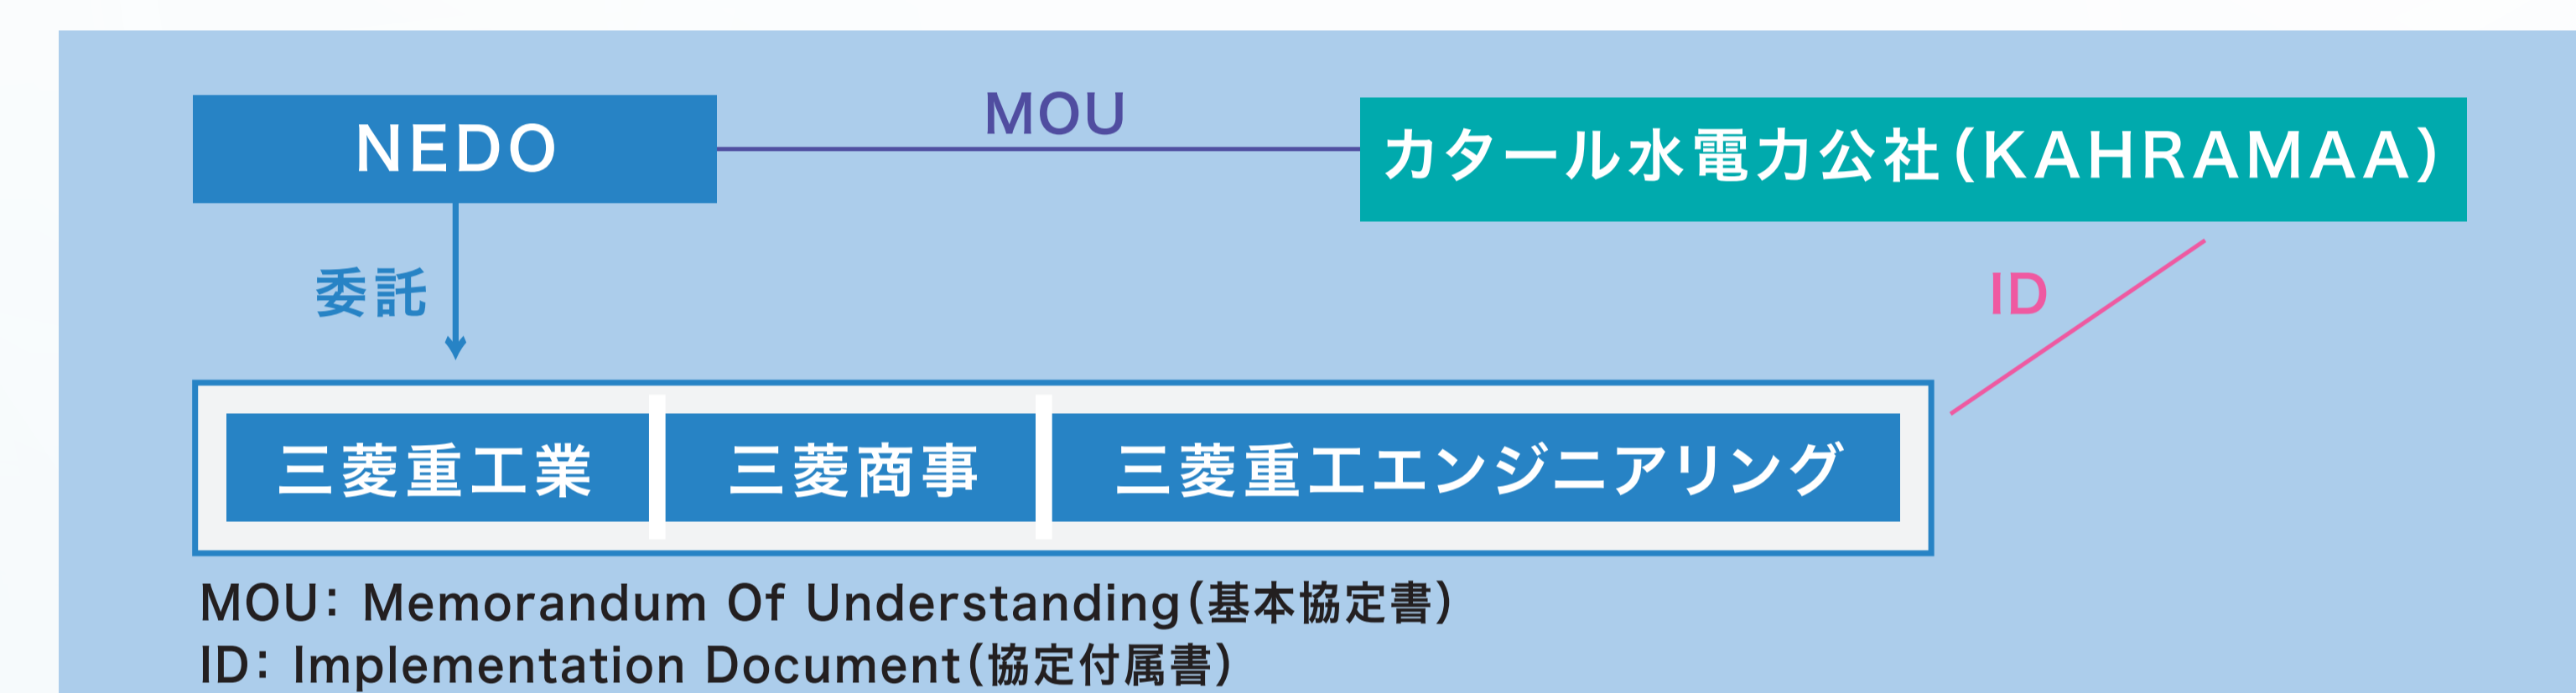 NEDO
MOU
カタール水電力公社(KAHRAMAA)
委託
ID
三菱重工業
三菱商事
三菱重工エンジニアリング
MOU: Memorandum Of Understanding(基本協定書)
ID: Implementation Document(協定付属書)